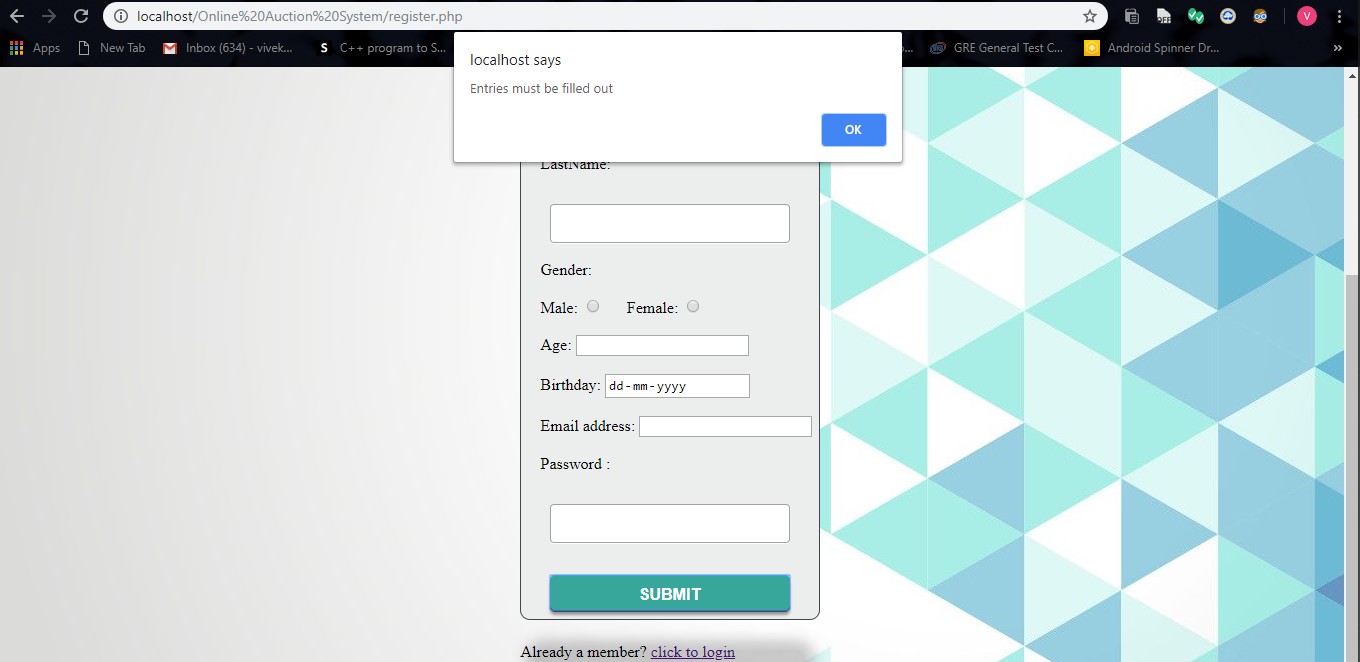 localhost/Online%20Auction%20System/register.php
OFF
V
Apps
New Tab
Inbox (634) - vivek...
S
C++ program to S...
...
GRE General Test C...
Android Spinner Dr...
»
localhost says
Entries must be filled out
OK
LastName:
Gender:
Male:
Female:
Age:
Birthday: dd-mm-yyyy
Email address:
Password :
SUBMIT
Already a member? click to login